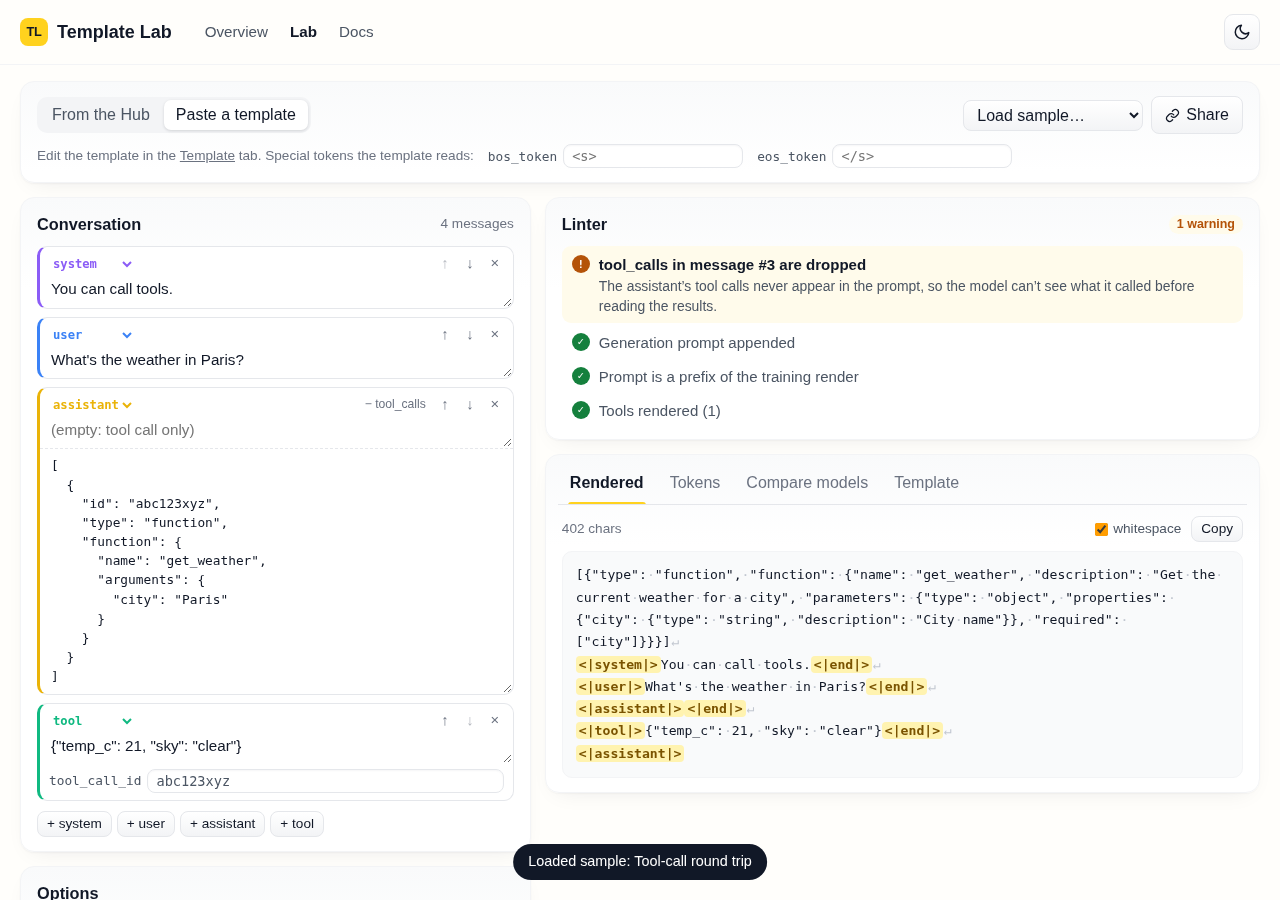 TL Template Lab Overview Lab Docs
From the Hub Paste a template Load sample… Share
Edit the template in the Template tab. Special tokens the template reads: bos_token <s> eos_token </s>
Conversation 4 messages
system ↑ ↓ ×
You can call tools.
user ↑ ↓ ×
What's the weather in Paris?
assistant − tool_calls ↑ ↓ ×
(empty: tool call only)
[
  {
    "id": "abc123xyz",
    "type": "function",
    "function": {
      "name": "get_weather",
      "arguments": {
        "city": "Paris"
      }
    }
  }
]
tool ↑ ↓ ×
{"temp_c": 21, "sky": "clear"}
tool_call_id abc123xyz
+ system + user + assistant + tool
Options
Linter 1 warning
! tool_calls in message #3 are dropped
The assistant’s tool calls never appear in the prompt, so the model can’t see what it called before
reading the results.
✓ Generation prompt appended
✓ Prompt is a prefix of the training render
✓ Tools rendered (1)
Rendered Tokens Compare models Template
402 chars whitespace Copy
[{"type":·"function",·"function":·{"name":·"get_weather",·"description":·"Get·the·
current·weather·for·a·city",·"parameters":·{"type":·"object",·"properties":·
{"city":·{"type":·"string",·"description":·"City·name"}},·"required":·
["city"]}}}]↵
<|system|>You·can·call·tools.<|end|>↵
<|user|>What's·the·weather·in·Paris?<|end|>↵
<|assistant|><|end|>↵
<|tool|>{"temp_c":·21,·"sky":·"clear"}<|end|>↵
<|assistant|>
Loaded sample: Tool-call round trip